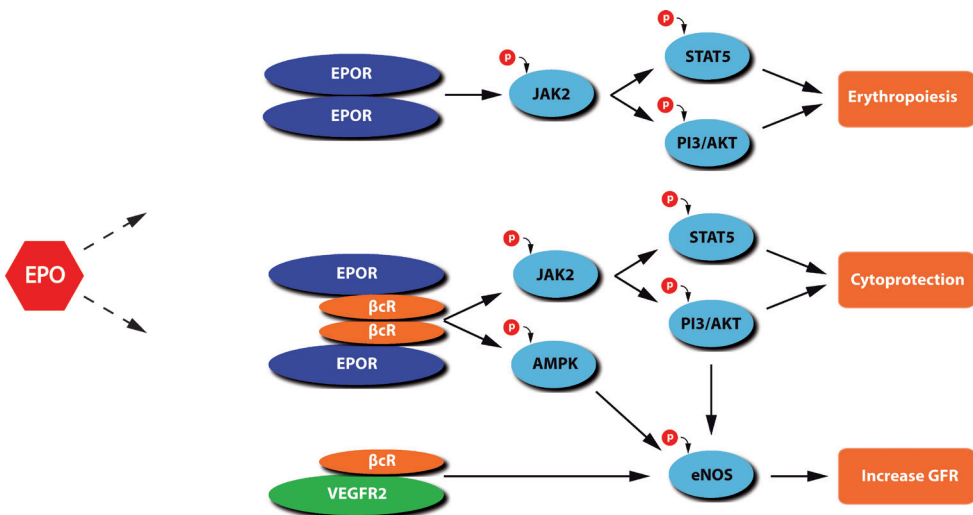 P
STAT5
EPOR
P
JAK2
Erythropoiesis
EPOR
P
PI3/AKT
P
STAT5
P
EPO
EPOR
JAK2
Cytoprotection
P
βcR
PI3/AKT
βcR
P
EPOR
AMPK
P
βcR
eNOS
Increase GFR
VEGFR2